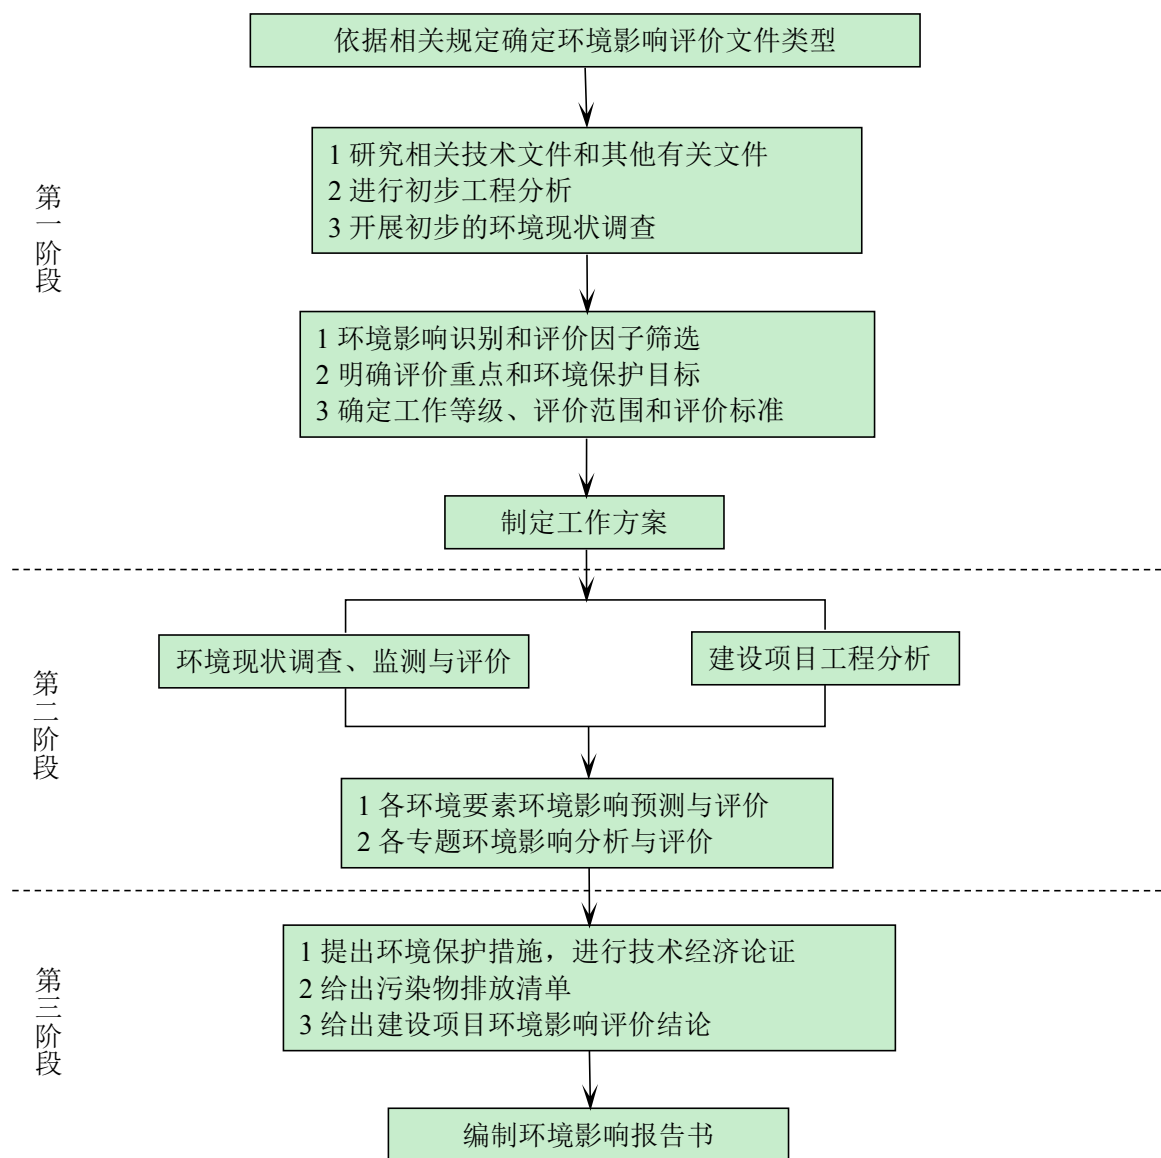 依据相关规定确定环境影响评价文件类型
1 研究相关技术文件和其他有关文件
2 进行初步工程分析
3 开展初步的环境现状调查
第一阶段
1 环境影响识别和评价因子筛选
2 明确评价重点和环境保护目标
3 确定工作等级、评价范围和评价标准
制定工作方案
环境现状调查、监测与评价
建设项目工程分析
第二阶段
1 各环境要素环境影响预测与评价
2 各专题环境影响分析与评价
1 提出环境保护措施，进行技术经济论证
2 给出污染物排放清单
3 给出建设项目环境影响评价结论
第三阶段
编制环境影响报告书